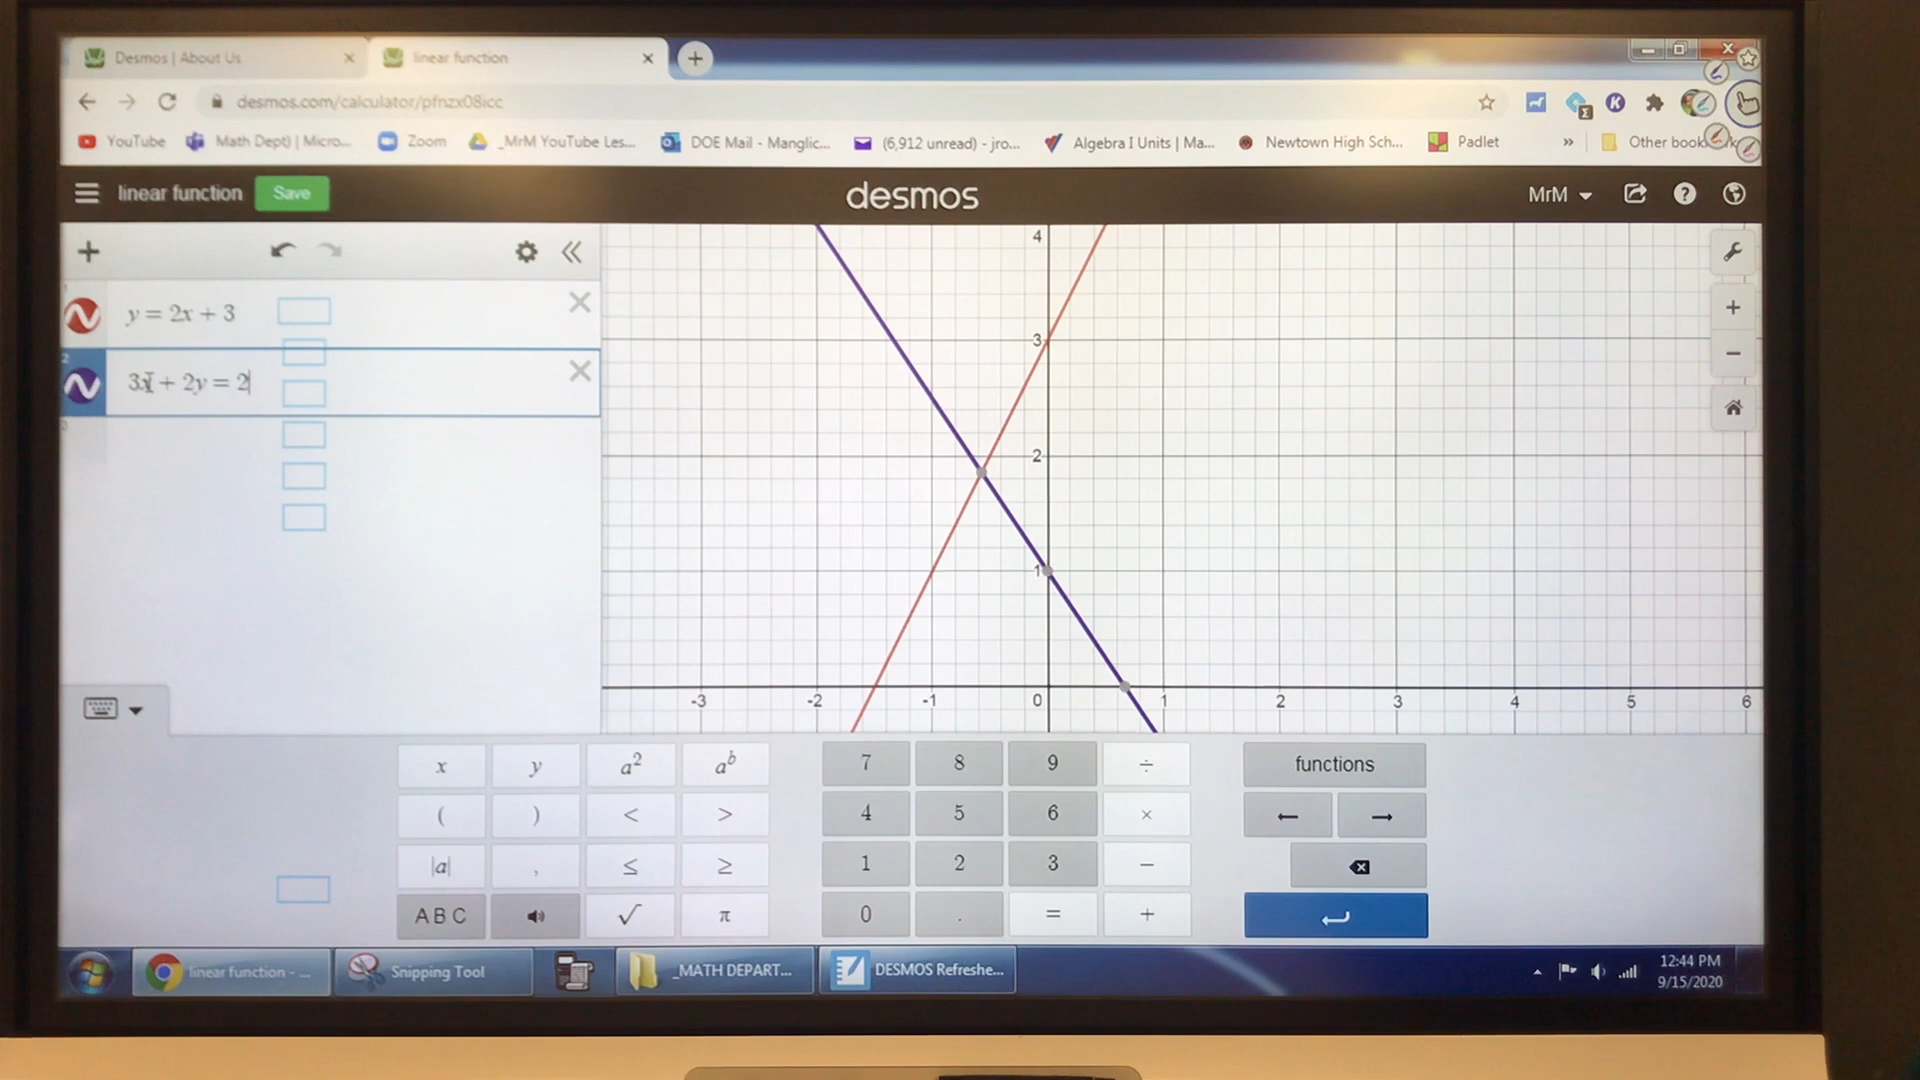 Desmos | About Us
linear function
desmos.com/calculator/pfnzx08icc
YouTube
Math Dept) | Micro...
Zoom
_MrM YouTube Les...
DOE Mail - Manglic...
(6,912 unread) - jro...
Algebra I Units | Ma...
Newtown High Sch...
Padlet
»
linear function
Save
desmos
MrM
1
y = 2x + 3
2
3x + 2y = 2
4
3
2
1
-3 -2 -1 0 1 2 3 4 5 6
x y a² a^b 7 8 9 ÷ functions
( ) < > 4 5 6 × ← →
|a| , ≤ ≥ 1 2 3 −
A B C √ π 0 . = +
linear function - ...
Snipping Tool
_MATH DEPART...
DESMOS Refreshe...
12:44 PM
9/15/2020